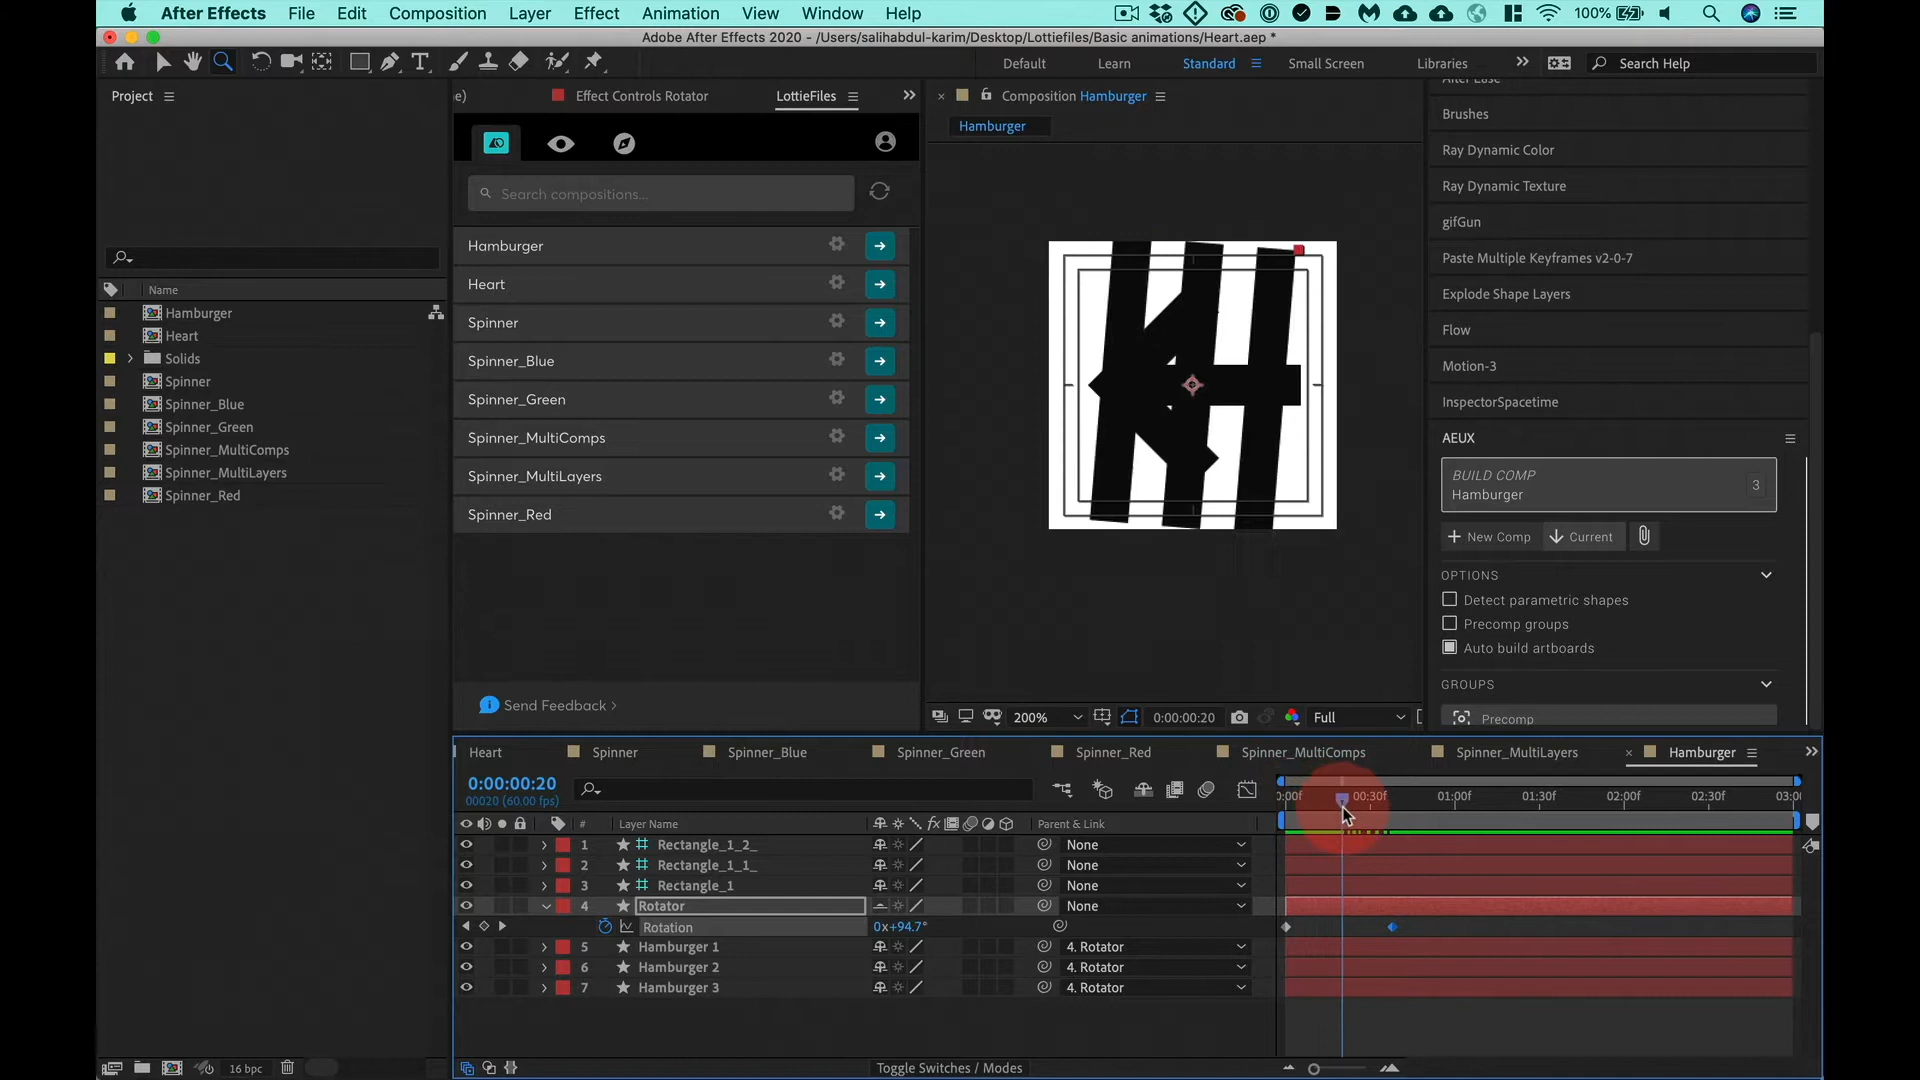 After Effects File Edit Composition Layer Effect Animation View Window Help 100%
Adobe After Effects 2020 - /Users/salihabdul-karim/Desktop/Lottiefiles/Basic animations/Heart.aep *
Default Learn Standard Small Screen Libraries Search Help
Project
e) Effect Controls Rotator LottieFiles
Composition Hamburger
Hamburger
Search compositions...
Name
Hamburger
Heart
Solids
Spinner
Spinner_Blue
Spinner_Green
Spinner_MultiComps
Spinner_MultiLayers
Spinner_Red
Hamburger
Heart
Spinner
Spinner_Blue
Spinner_Green
Spinner_MultiComps
Spinner_MultiLayers
Spinner_Red
Send Feedback >
200% 0:00:00:20 Full
After Ease
Brushes
Ray Dynamic Color
Ray Dynamic Texture
gifGun
Paste Multiple Keyframes v2-0-7
Explode Shape Layers
Flow
Motion-3
InspectorSpacetime
AEUX
BUILD COMP
Hamburger 3
New Comp Current
OPTIONS
Detect parametric shapes
Precomp groups
Auto build artboards
GROUPS
Precomp
Heart Spinner Spinner_Blue Spinner_Green Spinner_Red Spinner_MultiComps Spinner_MultiLayers Hamburger
0:00:00:20
00020 (60.00 fps)
:00f 00:30f 01:00f 01:30f 02:00f 02:30f 03:0
# Layer Name fx Parent & Link
1 Rectangle_1_2_ None
2 Rectangle_1_1_ None
3 Rectangle_1 None
4 Rotator None
Rotation 0x+94.7°
5 Hamburger 1 4. Rotator
6 Hamburger 2 4. Rotator
7 Hamburger 3 4. Rotator
16 bpc Toggle Switches / Modes